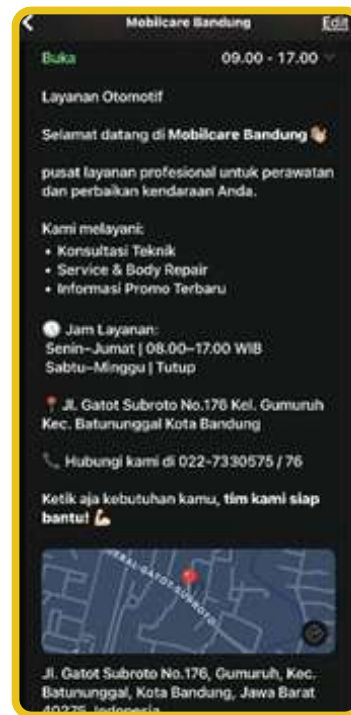 Mobilcare Bandung Edit
Buka 09.00 - 17.00
Layanan Otomotif
Selamat datang di Mobilcare Bandung 👋🏻
pusat layanan profesional untuk perawatan
dan perbaikan kendaraan Anda.
Kami melayani:
• Konsultasi Teknik
• Service & Body Repair
• Informasi Promo Terbaru
🕒 Jam Layanan:
Senin–Jumat | 08.00–17.00 WIB
Sabtu–Minggu | Tutup
📍 Jl. Gatot Subroto No.176 Kel. Gumuruh
Kec. Batununggal Kota Bandung
📞 Hubungi kami di 022-7330575 / 76
Ketik aja kebutuhan kamu, tim kami siap
bantu! 💪🏻
GATOT SUBROTO
Jl. Gatot Subroto No.176, Gumuruh, Kec.
Batununggal, Kota Bandung, Jawa Barat
40275, Indonesia